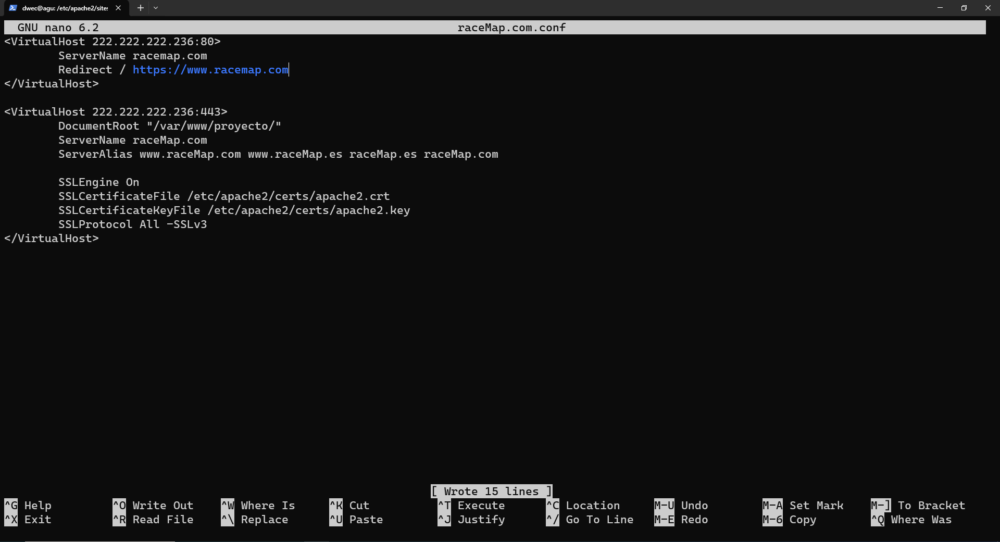 dwec@agu: /etc/apache2/sites
GNU nano 6.2 raceMap.com.conf
<VirtualHost 222.222.222.236:80>
ServerName racemap.com
Redirect / https://www.racemap.com
</VirtualHost>
<VirtualHost 222.222.222.236:443>
DocumentRoot "/var/www/proyecto/"
ServerName raceMap.com
ServerAlias www.raceMap.com www.raceMap.es raceMap.es raceMap.com
SSLEngine On
SSLCertificateFile /etc/apache2/certs/apache2.crt
SSLCertificateKeyFile /etc/apache2/certs/apache2.key
SSLProtocol All -SSLv3
</VirtualHost>
[ Wrote 15 lines ]
^G Help ^O Write Out ^W Where Is ^K Cut ^T Execute ^C Location M-U Undo M-A Set Mark M-] To Bracket
^X Exit ^R Read File ^\ Replace ^U Paste ^J Justify ^/ Go To Line M-E Redo M-6 Copy ^Q Where Was